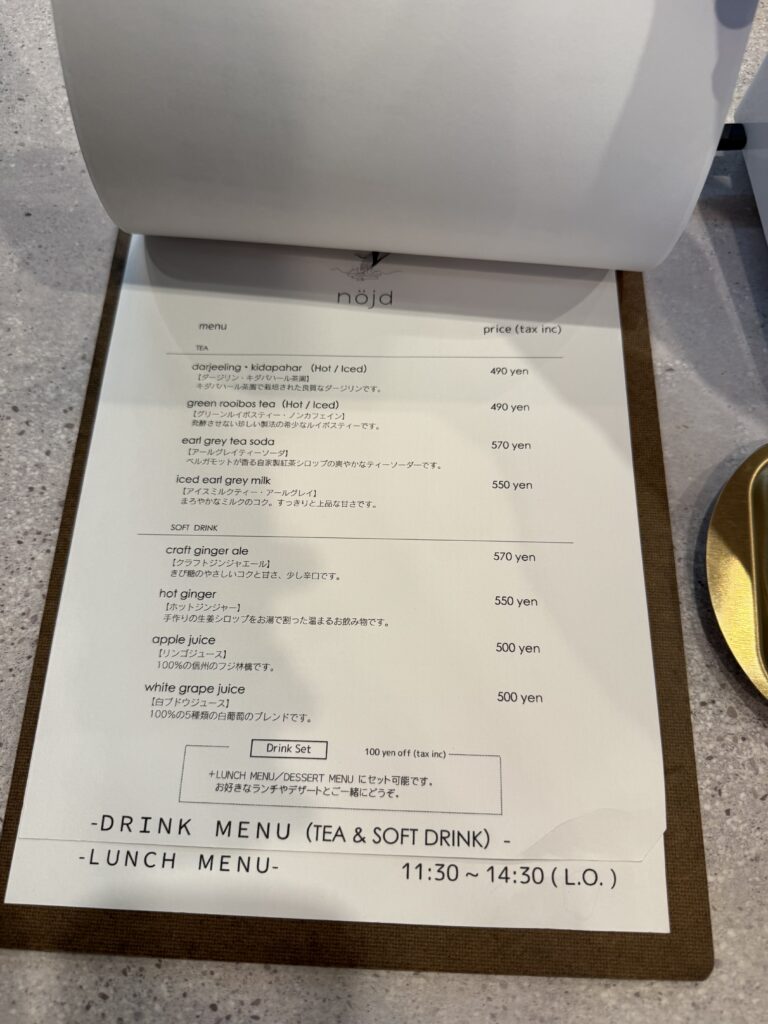 nöjd
menu price (tax inc)
TEA
darjeeling・kidapahar （Hot / Iced） 490 yen
【ダージリン・キダパハール茶園】
キダパハール茶園で栽培された良質なダージリンです。
green rooibos tea（Hot / Iced） 490 yen
【グリーンルイボスティー・ノンカフェイン】
発酵させない珍しい製法の希少なルイボスティーです。
earl grey tea soda 570 yen
【アールグレイティーソーダ】
ベルガモットが香る自家製紅茶シロップの爽やかなティーソーダーです。
iced earl grey milk 550 yen
【アイスミルクティー・アールグレイ】
まろやかなミルクのコク。すっきりと上品な甘さです。
SOFT DRINK
craft ginger ale 570 yen
【クラフトジンジャエール】
きび糖のやさしいコクと甘さ、少し辛口です。
hot ginger 550 yen
【ホットジンジャー】
手作りの生姜シロップをお湯で割った温まるお飲み物です。
apple juice 500 yen
【リンゴジュース】
100%の信州のフジ林檎です。
white grape juice 500 yen
【白ブドウジュース】
100%の5種類の白葡萄のブレンドです。
Drink Set 100 yen off (tax inc)
+LUNCH MENU／DESSERT MENU にセット可能です。
お好きなランチやデザートとご一緒にどうぞ。
-DRINK MENU（TEA & SOFT DRINK）-
-LUNCH MENU- 11:30 ~ 14:30 ( L.O. )